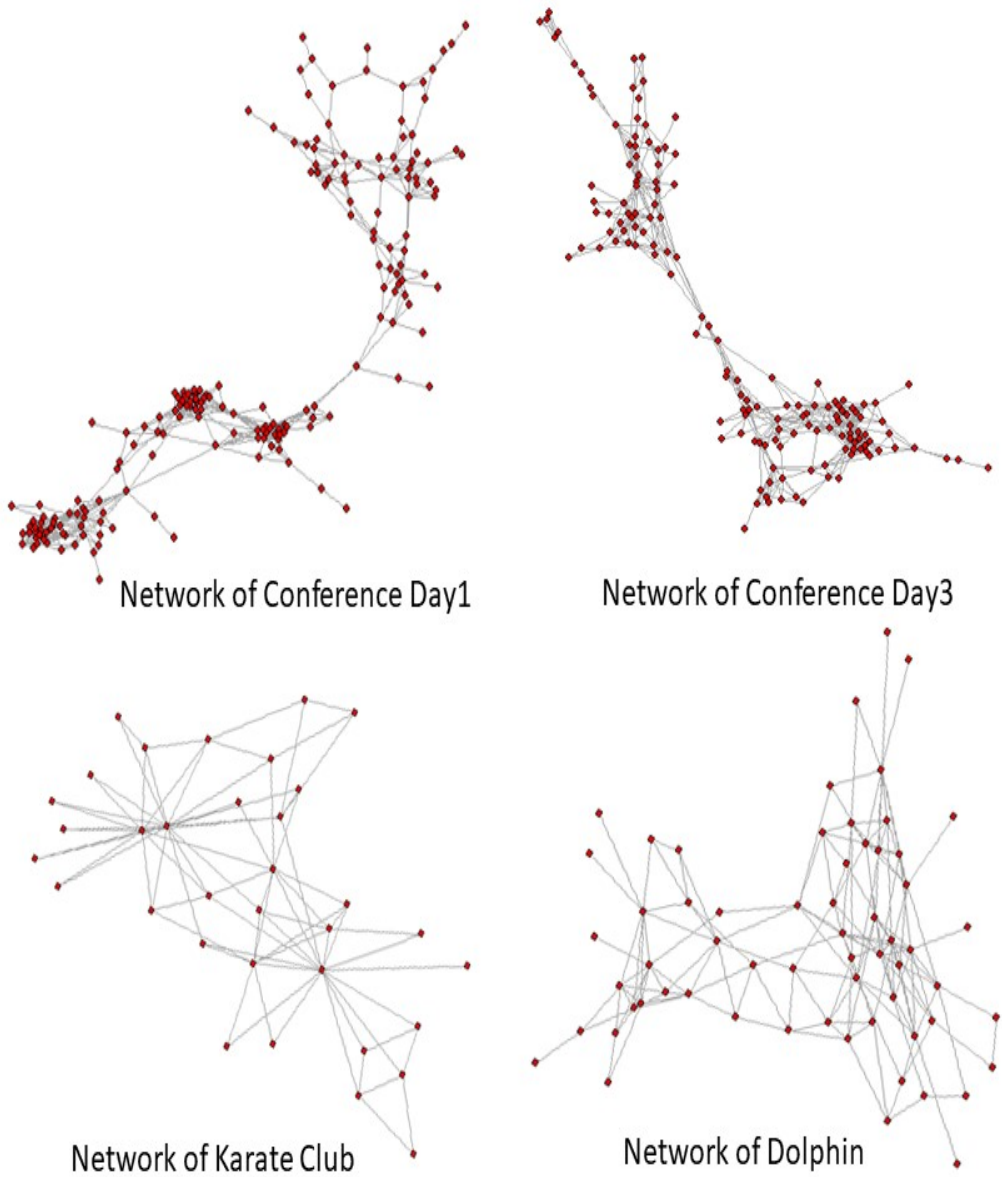 Network of Conference Day1
Network of Conference Day3
Network of Karate Club
Network of Dolphin